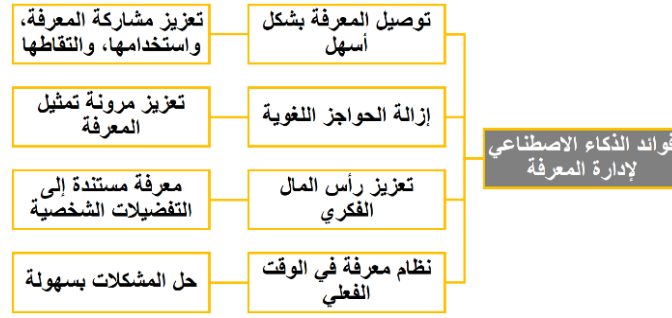 فوائد الذكاء الاصطناعي
لإدارة المعرفة
توصيل المعرفة بشكل
أسهل
تعزيز مشاركة المعرفة،
واستخدامها، والتقاطها
إزالة الحواجز اللغوية
تعزيز مرونة تمثيل
المعرفة
تعزيز رأس المال
الفكري
معرفة مستندة إلى
التفضيلات الشخصية
نظام معرفة في الوقت
الفعلي
حل المشكلات بسهولة